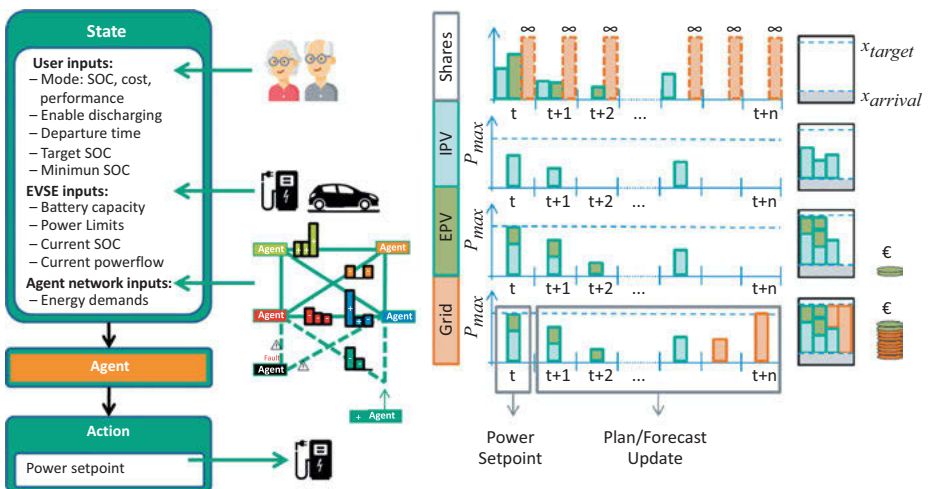 State
User inputs:
– Mode: SOC, cost,
performance
– Enable discharging
– Departure time
– Target SOC
– Minimun SOC
EVSE inputs:
– Battery capacity
– Power Limits
– Current SOC
– Current powerflow
Agent network inputs:
– Energy demands
Agent
Action
Power setpoint
Agent
Agent
Agent
Agent
Fault
Agent
+ Agent
Shares
∞ ∞ ∞ ∞ ∞ ∞
t t+1 t+2 ... t+n
x_target
x_arrival
IPV
P_max
t t+1 t+2 ... t+n
EPV
P_max
t t+1 t+2 ... t+n
€
Grid
P_max
t t+1 t+2 ... t+n
€
Power
Setpoint
Plan/Forecast
Update